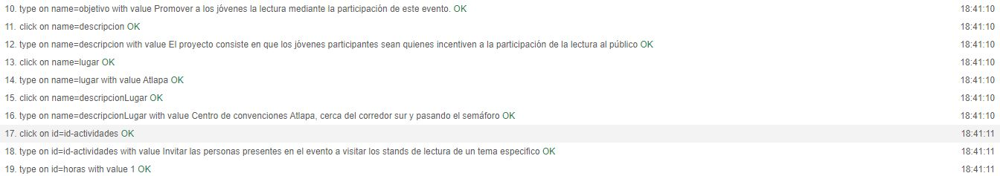 10. type on name=objetivo with value Promover a los jóvenes la lectura mediante la participación de este evento. OK 18:41:10
11. click on name=descripcion OK 18:41:10
12. type on name=descripcion with value El proyecto consiste en que los jóvenes participantes sean quienes incentiven a la participación de la lectura al público OK 18:41:10
13. click on name=lugar OK 18:41:10
14. type on name=lugar with value Atlapa OK 18:41:10
15. click on name=descripcionLugar OK 18:41:10
16. type on name=descripcionLugar with value Centro de convenciones Atlapa, cerca del corredor sur y pasando el semáforo OK 18:41:10
17. click on id=id-actividades OK 18:41:11
18. type on id=id-actividades with value Invitar las personas presentes en el evento a visitar los stands de lectura de un tema especifico OK 18:41:11
19. type on id=horas with value 1 OK 18:41:11